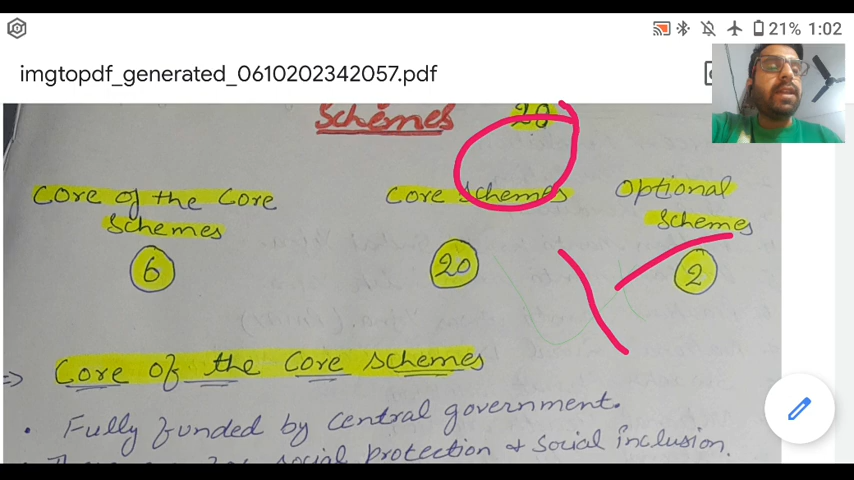 21% 1:02
imgtopdf_generated_0610202342057.pdf
Schemes 28
Core of the Core Schemes
6
Core Schemes
20
Optional Schemes
2
=> Core of the Core schemes
• Fully funded by central government.
social protection & social inclusion.